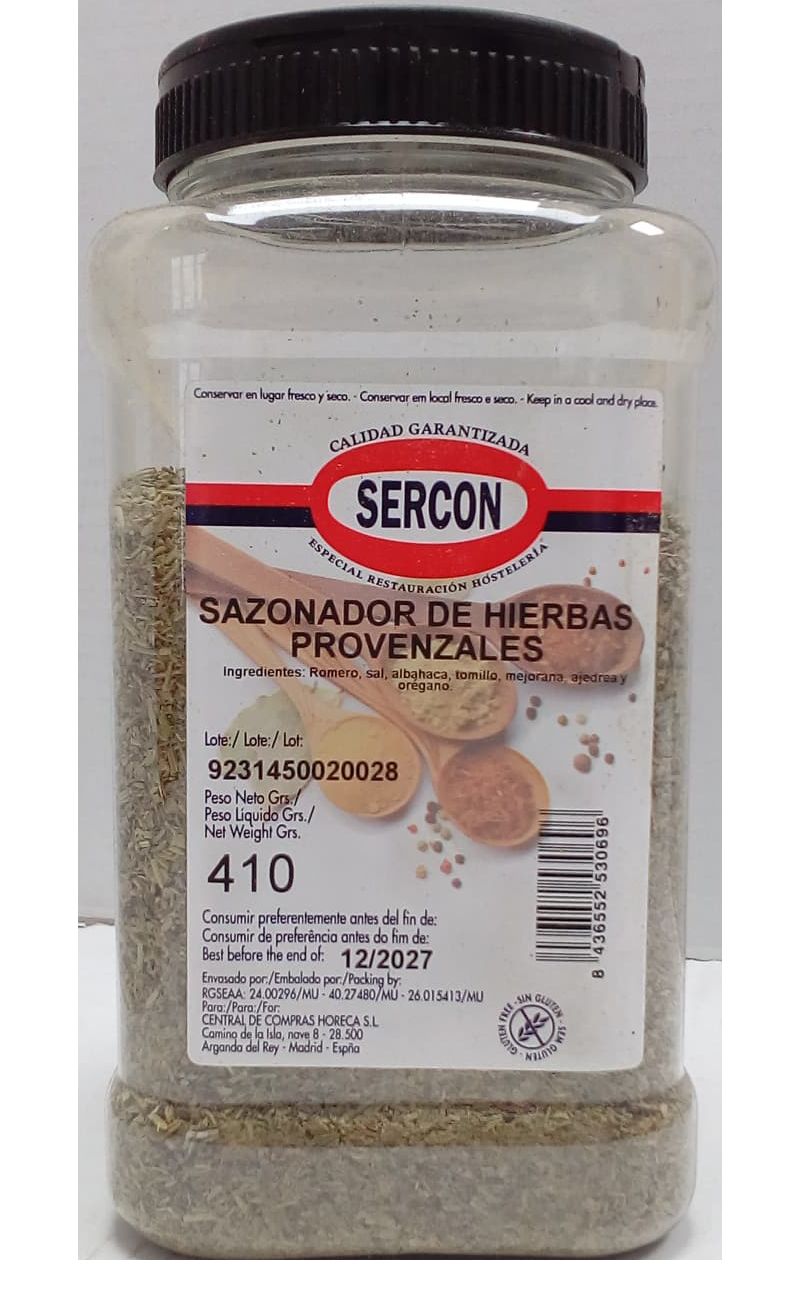 Conservar en lugar fresco y seco. - Conservar em local fresco e seco. - Keep in a cool and dry place.
CALIDAD GARANTIZADA
SERCON
ESPECIAL RESTAURACIÓN HOSTELERÍA
SAZONADOR DE HIERBAS
PROVENZALES
Ingredientes: Romero, sal, albahaca, tomillo, mejorana, ajedrea y
orégano.
Lote:/ Lote:/ Lot:
9231450020028
Peso Neto Grs./
Peso Líquido Grs./
Net Weight Grs.
410
Consumir preferentemente antes del fin de:
Consumir de preferência antes do fim de:
Best before the end of: 12/2027
Envasado por:/Embalado por:/Packing by:
RGSEAA: 24.00296/MU - 40.27480/MU - 26.015413/MU
Para:/Para:/For:
CENTRAL DE COMPRAS HORECA S.L
Camino de la Isla, nave 8 - 28.500
Arganda del Rey - Madrid - Espña
8 436552 530696
GLUTEN FREE - SIN GLUTEN - SEM GLUTEN